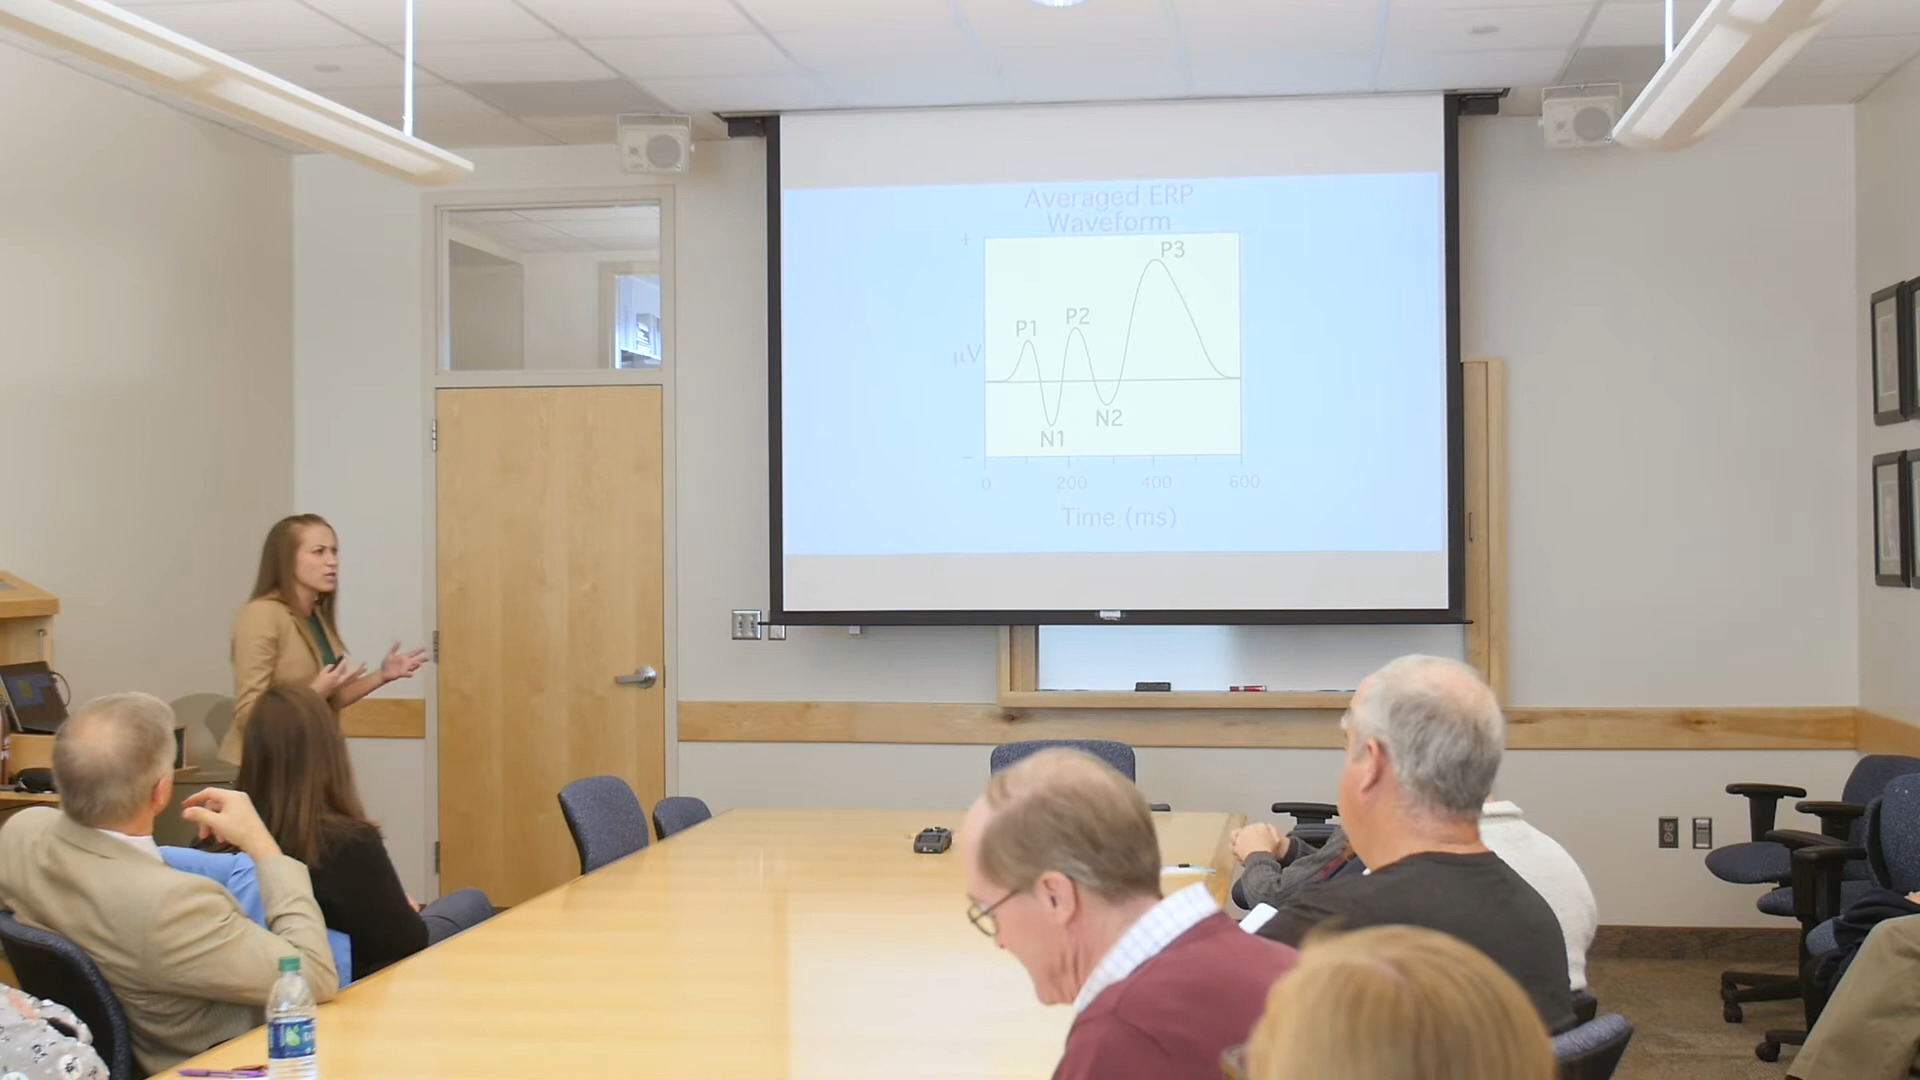 Averaged ERP
Waveform
+
P3
P2
P1
μV
N2
N1
−
0 200 400 600
Time (ms)